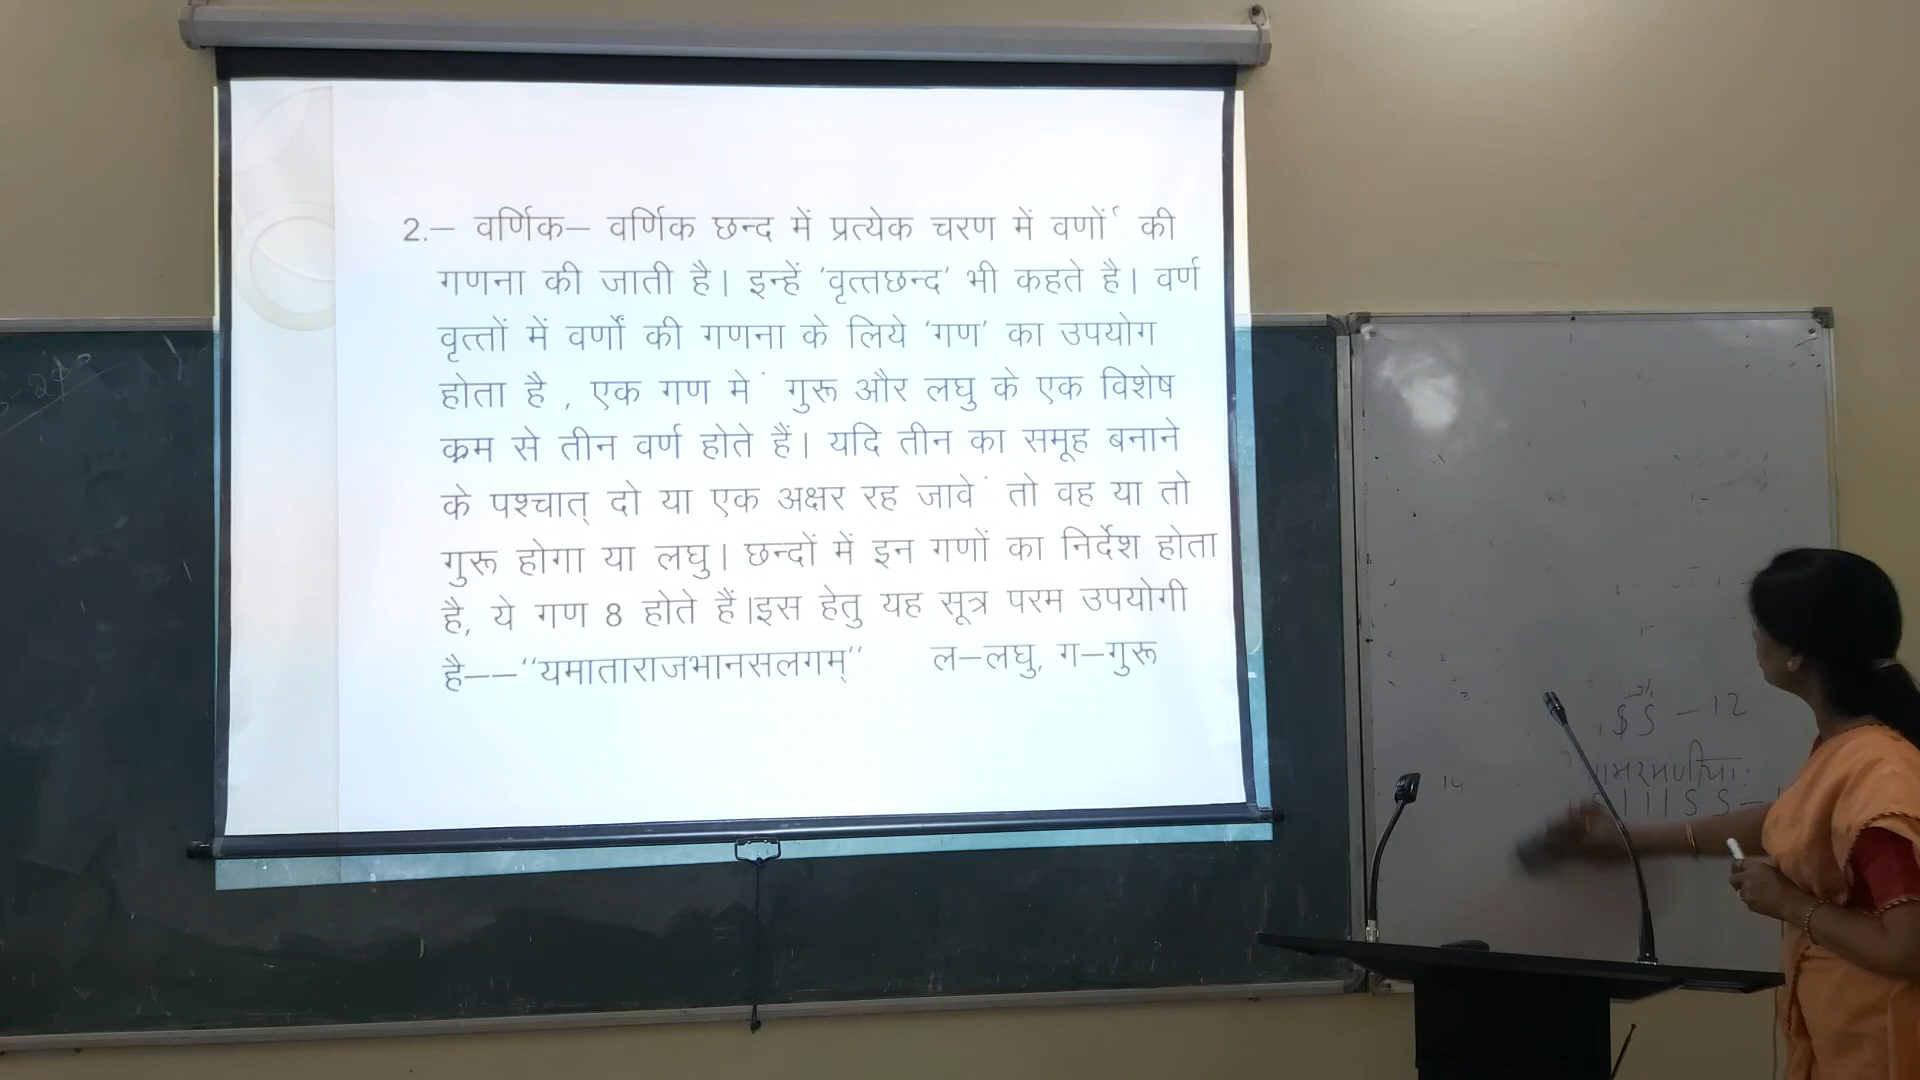 2.– वर्णिक– वर्णिक छन्द में प्रत्येक चरण में वर्णों की
गणना की जाती है। इन्हें 'वृत्तछन्द' भी कहते है। वर्ण
वृत्तों में वर्णों की गणना के लिये 'गण' का उपयोग
होता है , एक गण में गुरू और लघु के एक विशेष
क्रम से तीन वर्ण होते हैं। यदि तीन का समूह बनाने
के पश्चात् दो या एक अक्षर रह जावें तो वह या तो
गुरू होगा या लघु। छन्दों में इन गणों का निर्देश होता
है, ये गण 8 होते हैं।इस हेतु यह सूत्र परम उपयोगी
है––''यमाताराजभानसलगम्'' ल–लघु, ग–गुरू
SS – 12